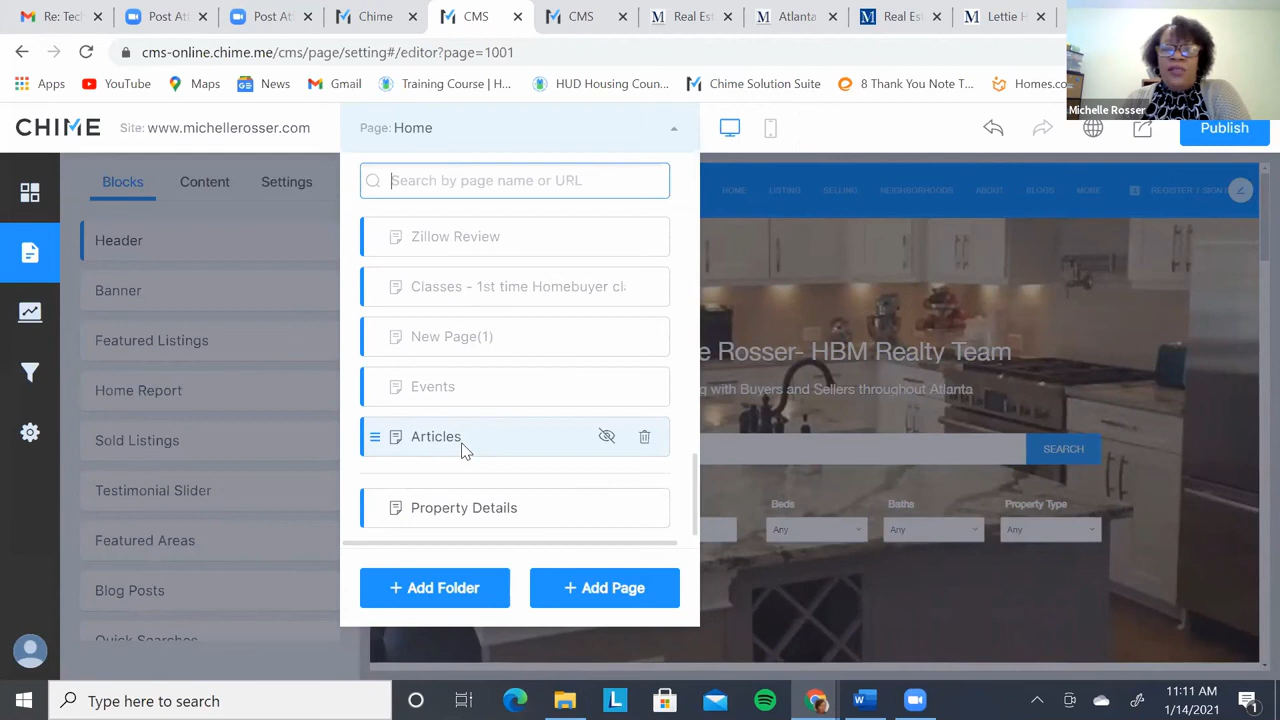 Re: Tec
Post At
Post At
Chime
CMS
CMS
Real Es
Atlanta
Real Es
Lettie H
cms-online.chime.me/cms/page/setting#/editor?page=1001
Apps
YouTube
Maps
News
Gmail
Training Course | H...
HUD Housing Coun...
Chime Solution Suite
8 Thank You Note T...
Homes.com
Michelle Rosser
CHIME
Site: www.michellerosser.com
Page: Home
Publish
Blocks
Content
Settings
Search by page name or URL
HOME
LISTING
SELLING
NEIGHBORHOODS
ABOUT
BLOGS
MORE
REGISTER / SIGN
Header
Banner
Featured Listings
Home Report
Sold Listings
Testimonial Slider
Featured Areas
Blog Posts
Quick Searches
Zillow Review
Classes - 1st time Homebuyer cl
New Page(1)
Events
Articles
Property Details
+ Add Folder
+ Add Page
e Rosser- HBM Realty Team
g with Buyers and Sellers throughout Atlanta
SEARCH
Beds
Baths
Property Type
Any
Any
Any
Type here to search
11:11 AM
1/14/2021
1